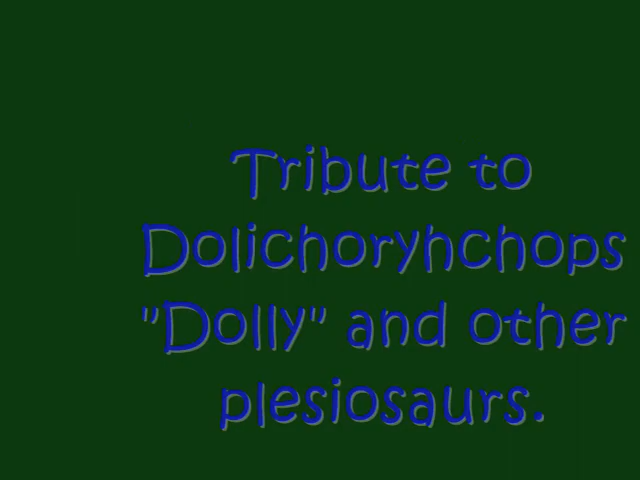 Tribute to
Dolichoryhchops
"Dolly" and other
plesiosaurs.